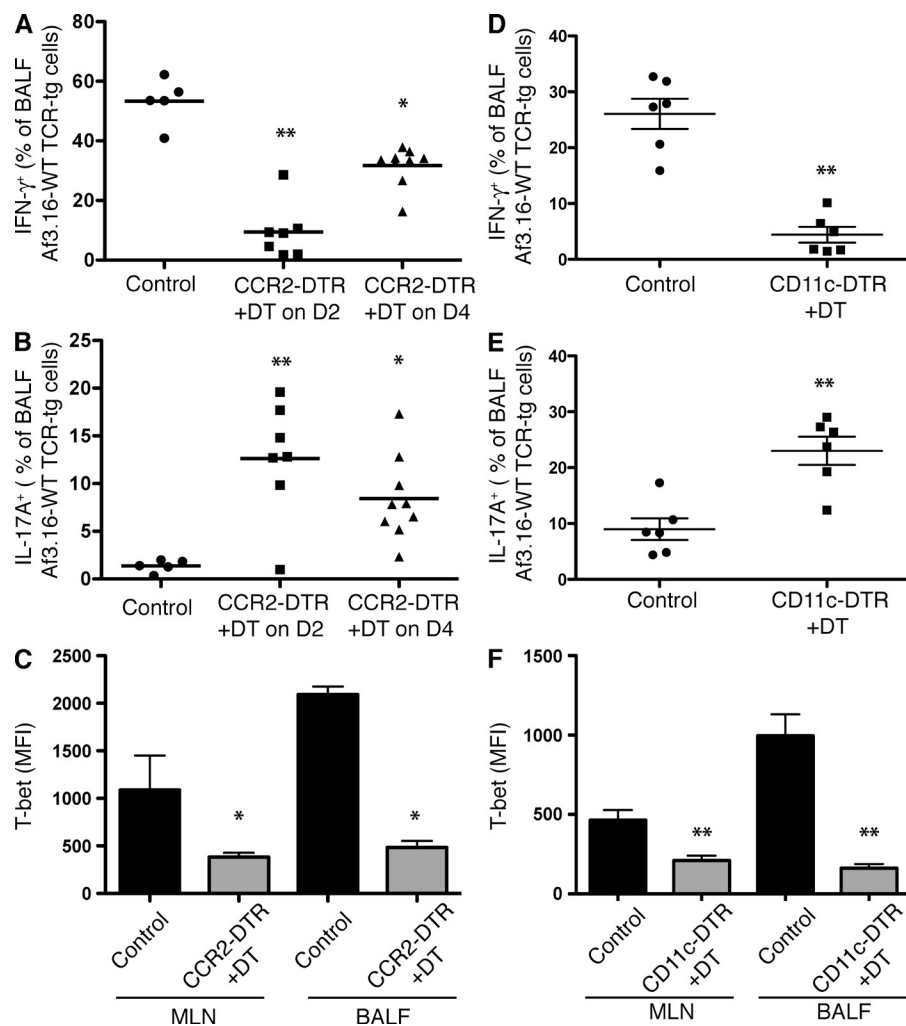 A
IFN-γ⁺ (% of BALF
Af3.16-WT TCR-tg cells)
80
60
40
20
0
**
*
Control
CCR2-DTR
+DT on D2
CCR2-DTR
+DT on D4
B
IL-17A⁺ ( % of BALF
Af3.16-WT TCR-tg cells)
25
20
15
10
5
0
**
*
Control
CCR2-DTR
+DT on D2
CCR2-DTR
+DT on D4
C
T-bet (MFI)
2500
2000
1500
1000
500
0
*
*
Control
CCR2-DTR
+DT
Control
CCR2-DTR
+DT
MLN
BALF
D
IFN-γ⁺ (% of BALF
Af3.16-WT TCR-tg cells)
40
30
20
10
0
**
Control
CD11c-DTR
+DT
E
IL-17A⁺ ( % of BALF
Af3.16-WT TCR-tg cells)
40
30
20
10
0
**
Control
CD11c-DTR
+DT
F
T-bet (MFI)
1500
1000
500
0
**
**
Control
CD11c-DTR
+DT
Control
CD11c-DTR
+DT
MLN
BALF